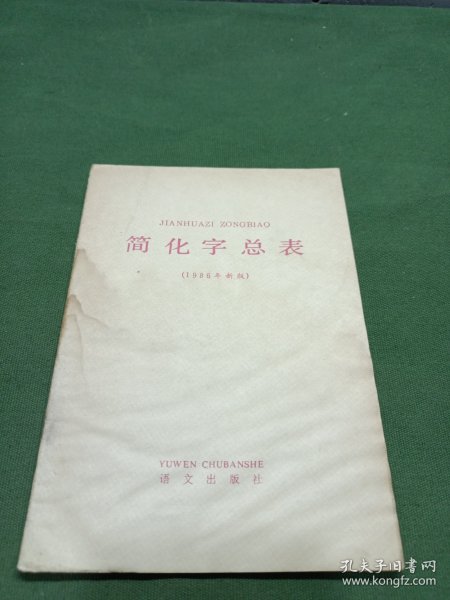 JIANHUAZI ZONGBIAO
简化字总表
(1986年新版)
YUWEN CHUBANSHE
语文出版社
孔夫子旧书网
www.kongfz.com